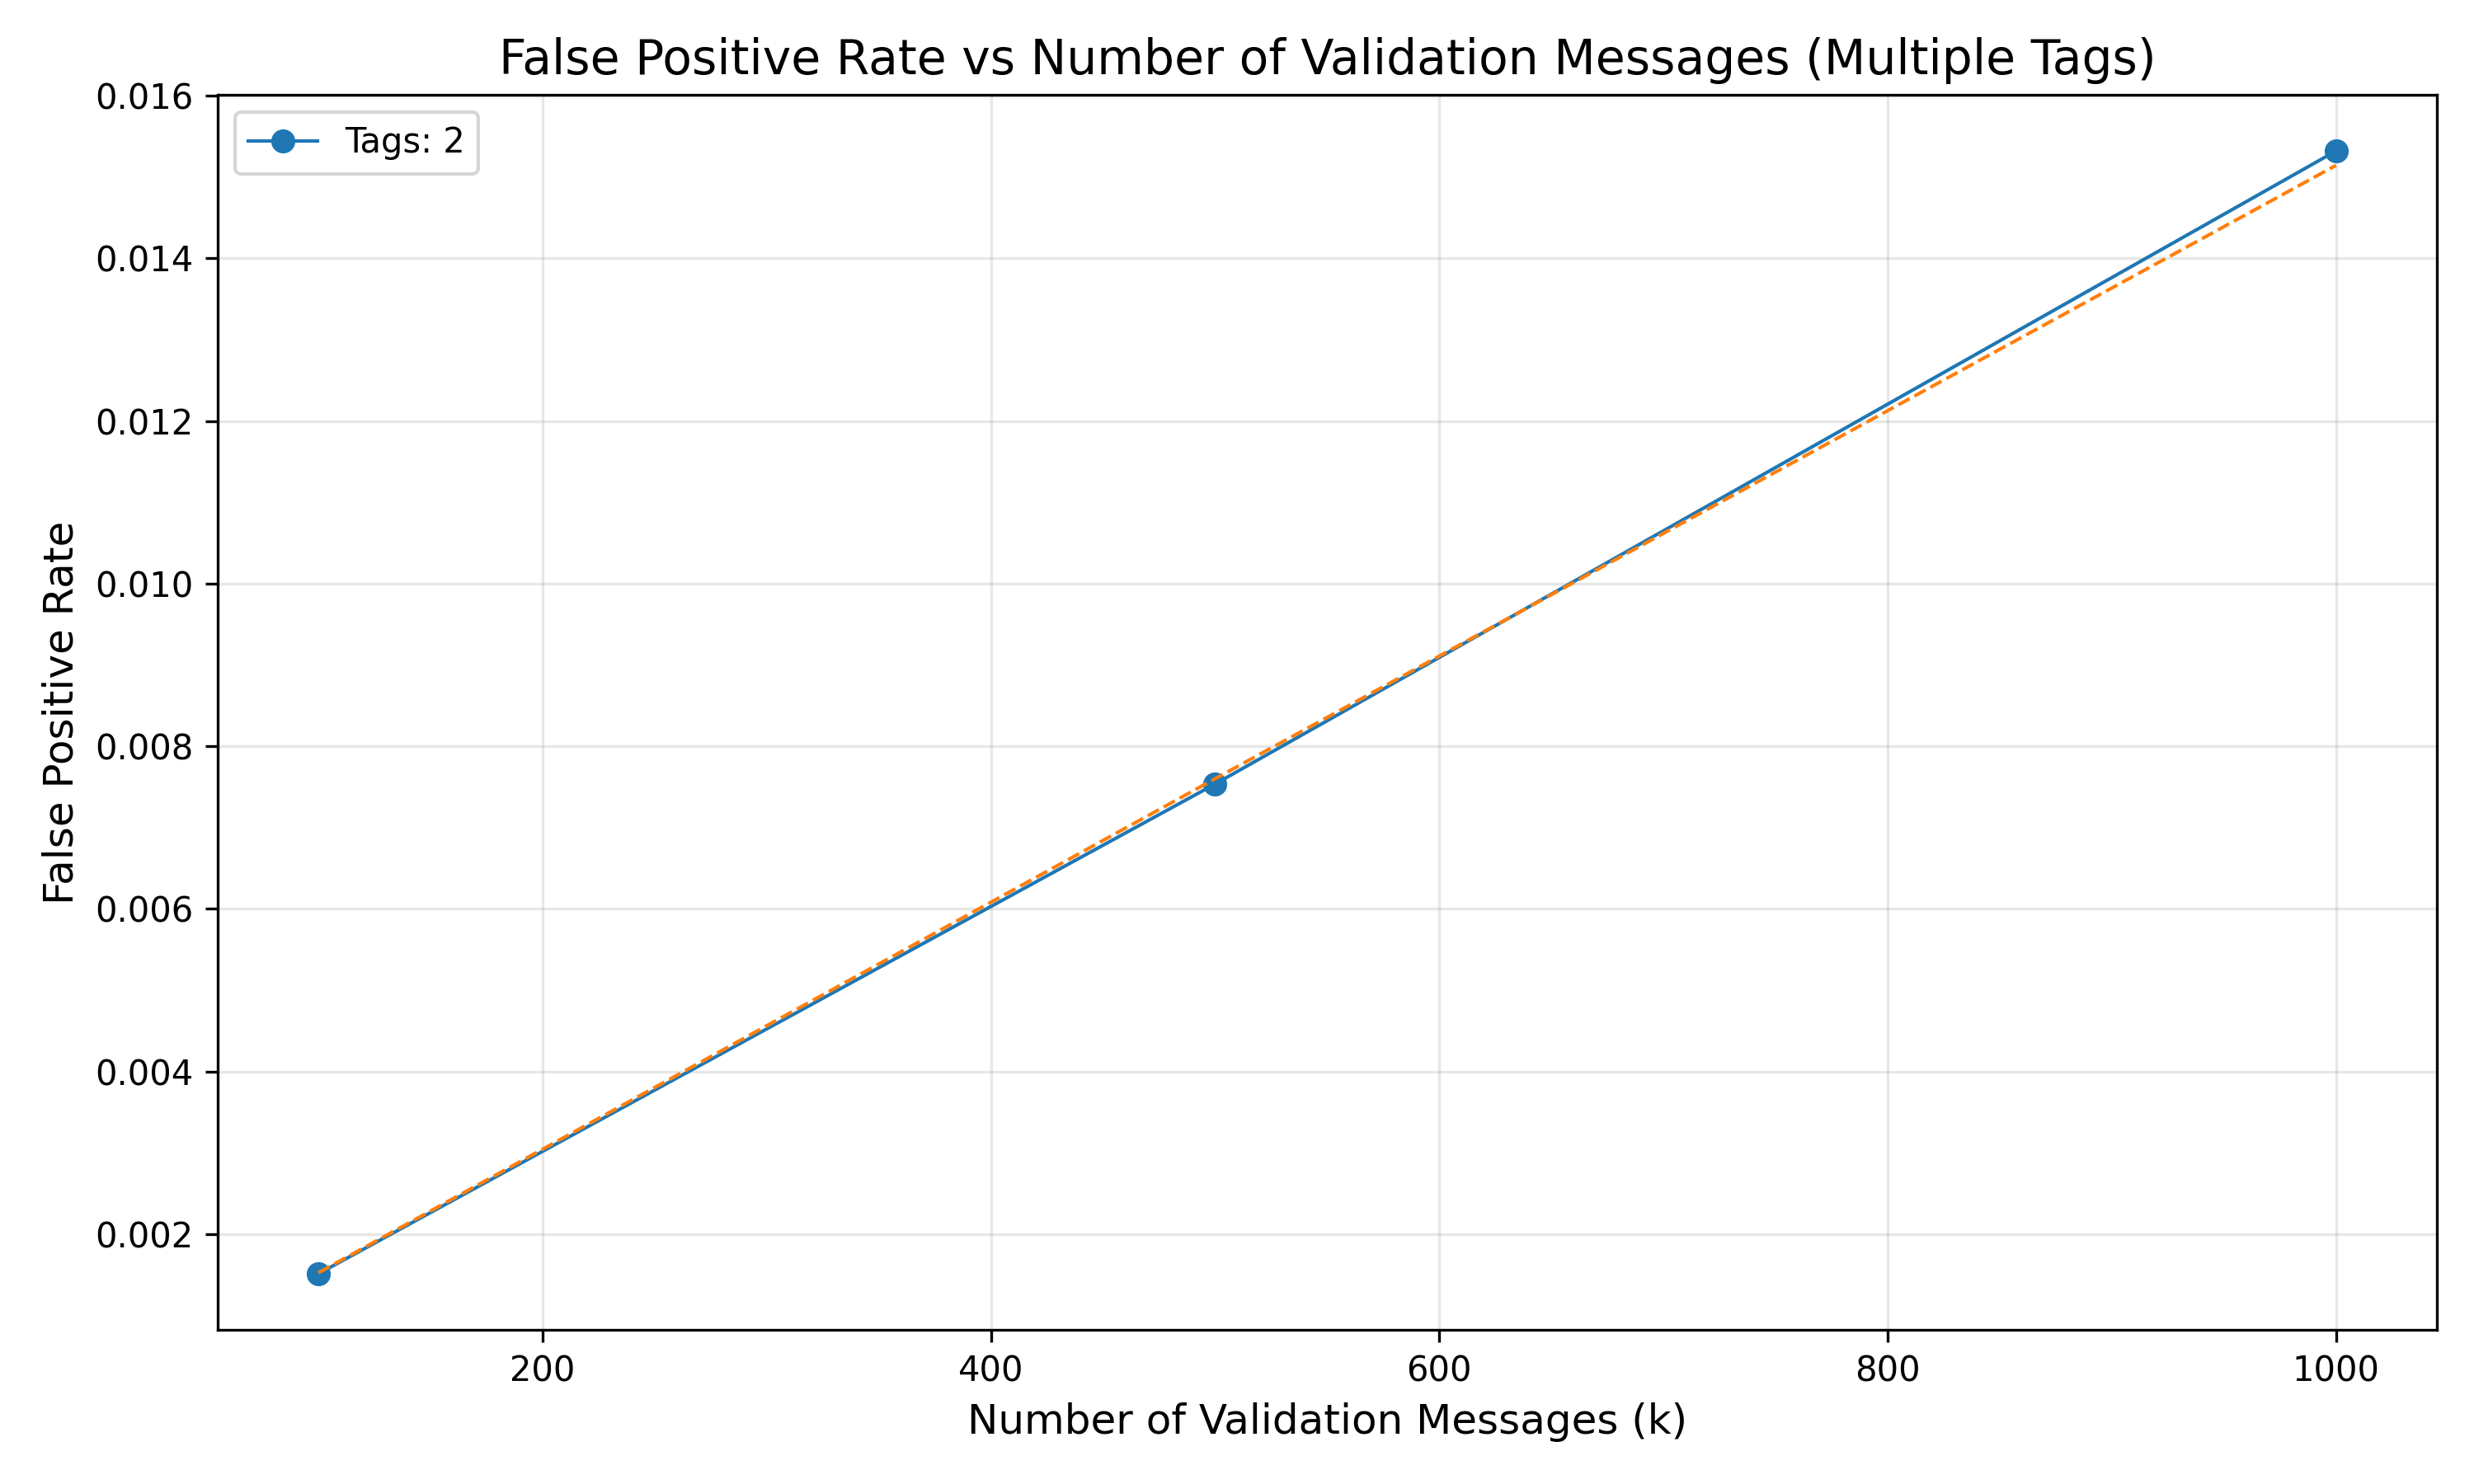 False Positive Rate vs Number of Validation Messages (Multiple Tags)
Tags: 2
0.016
0.014
0.012
0.010
0.008
0.006
0.004
0.002
False Positive Rate
200 400 600 800 1000
Number of Validation Messages (k)